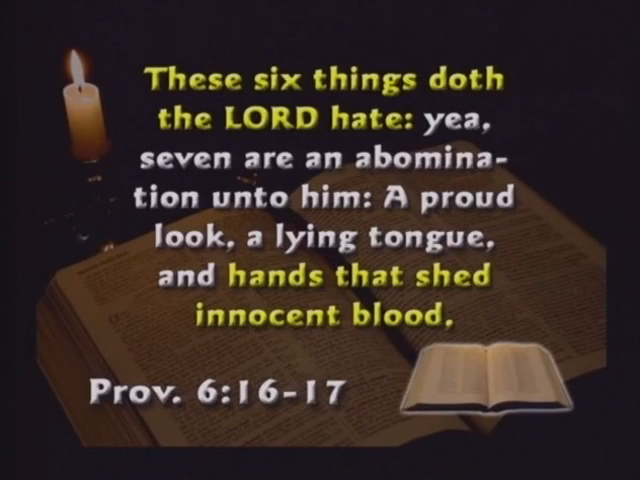 These six things doth
the LORD hate: yea,
seven are an abomina-
tion unto him: A proud
look, a lying tongue,
and hands that shed
innocent blood,
Prov. 6:16-17